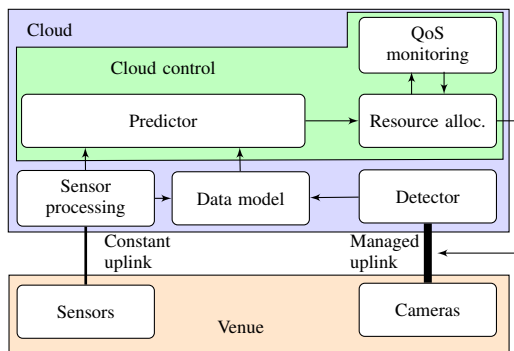 Cloud
QoS
monitoring
Cloud control
Predictor
Resource alloc.
Sensor
processing
Data model
Detector
Constant
uplink
Managed
uplink
Sensors
Cameras
Venue